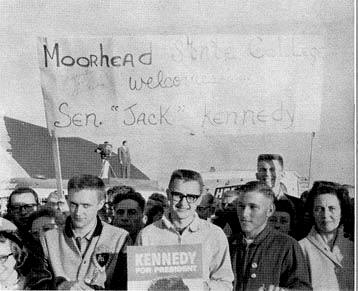 Moorhead State College
welcomes
Sen. "Jack" Kennedy
KENNEDY
FOR PRESIDENT